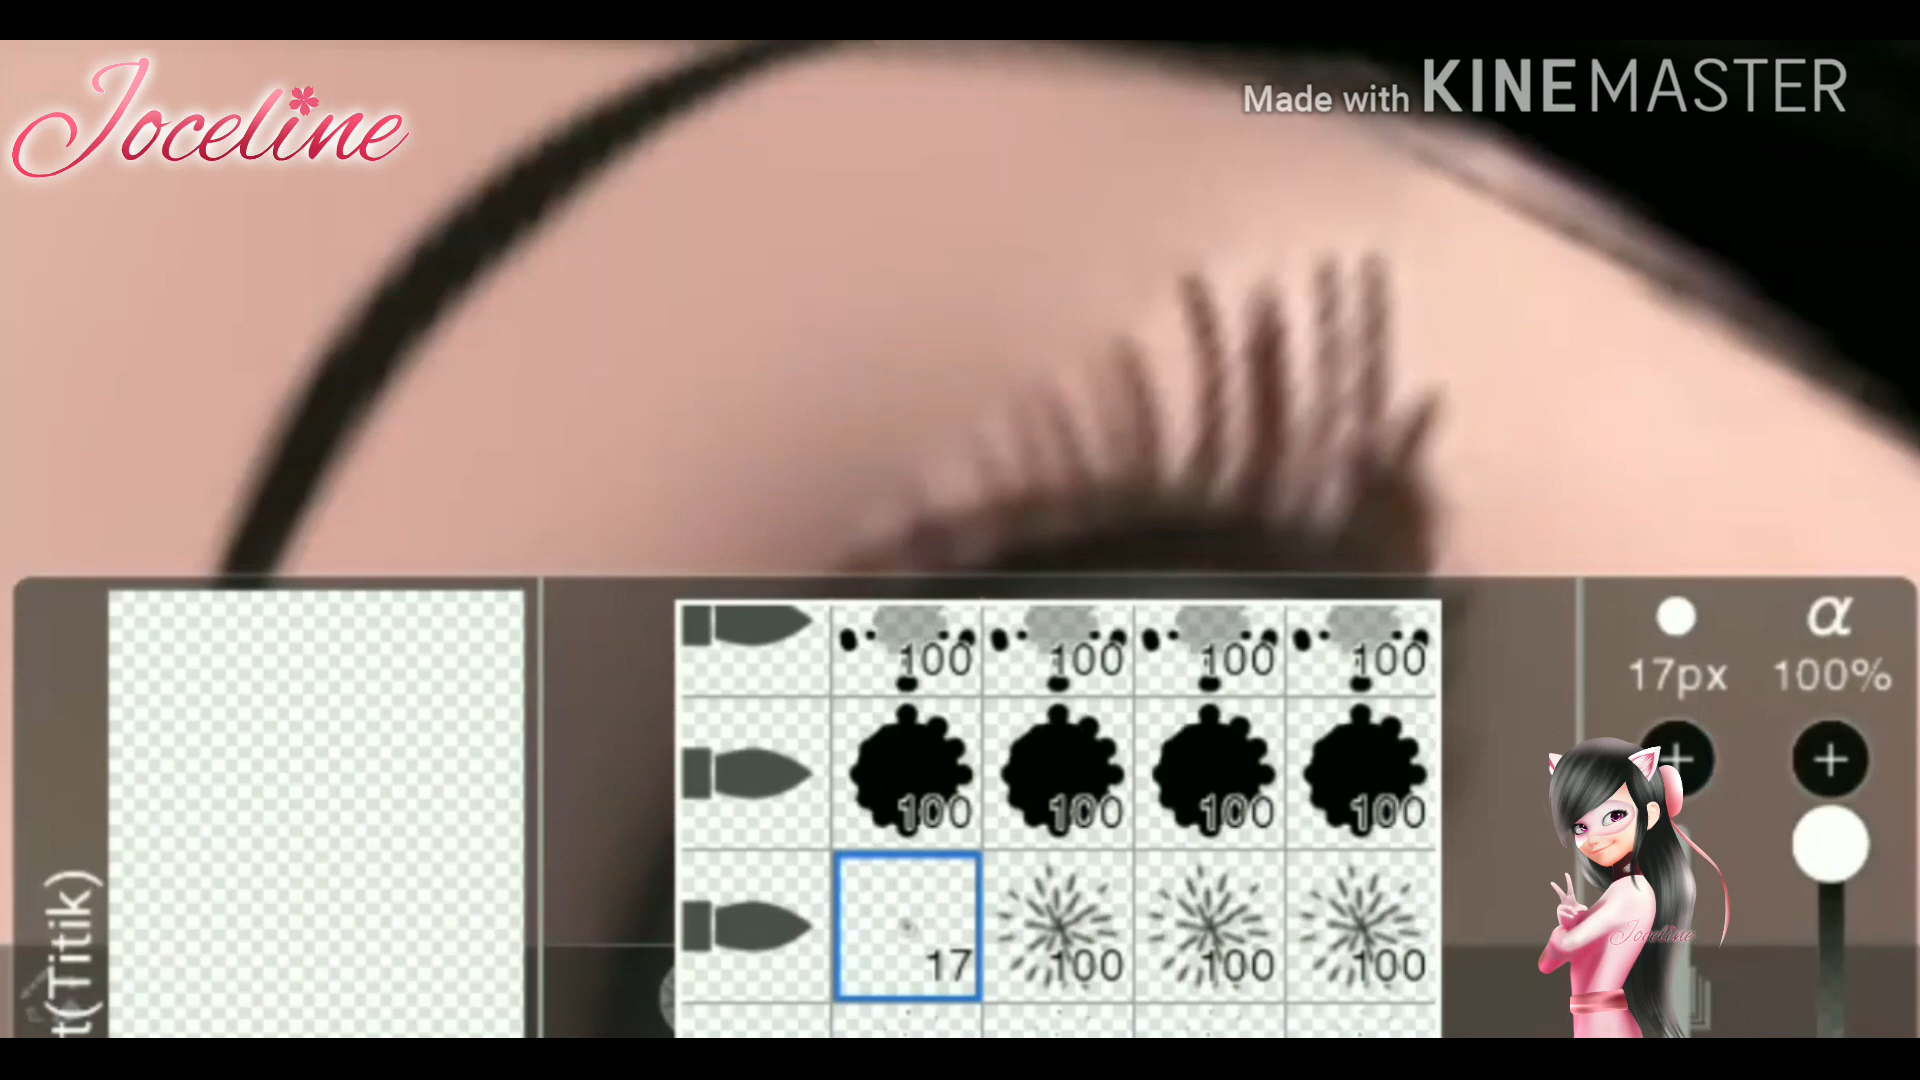 Joceline
Made with KINEMASTER
α
17px 100%
100 100 100 100
100 100 100 100
17 100 100 100
t(Titik)
Joceline